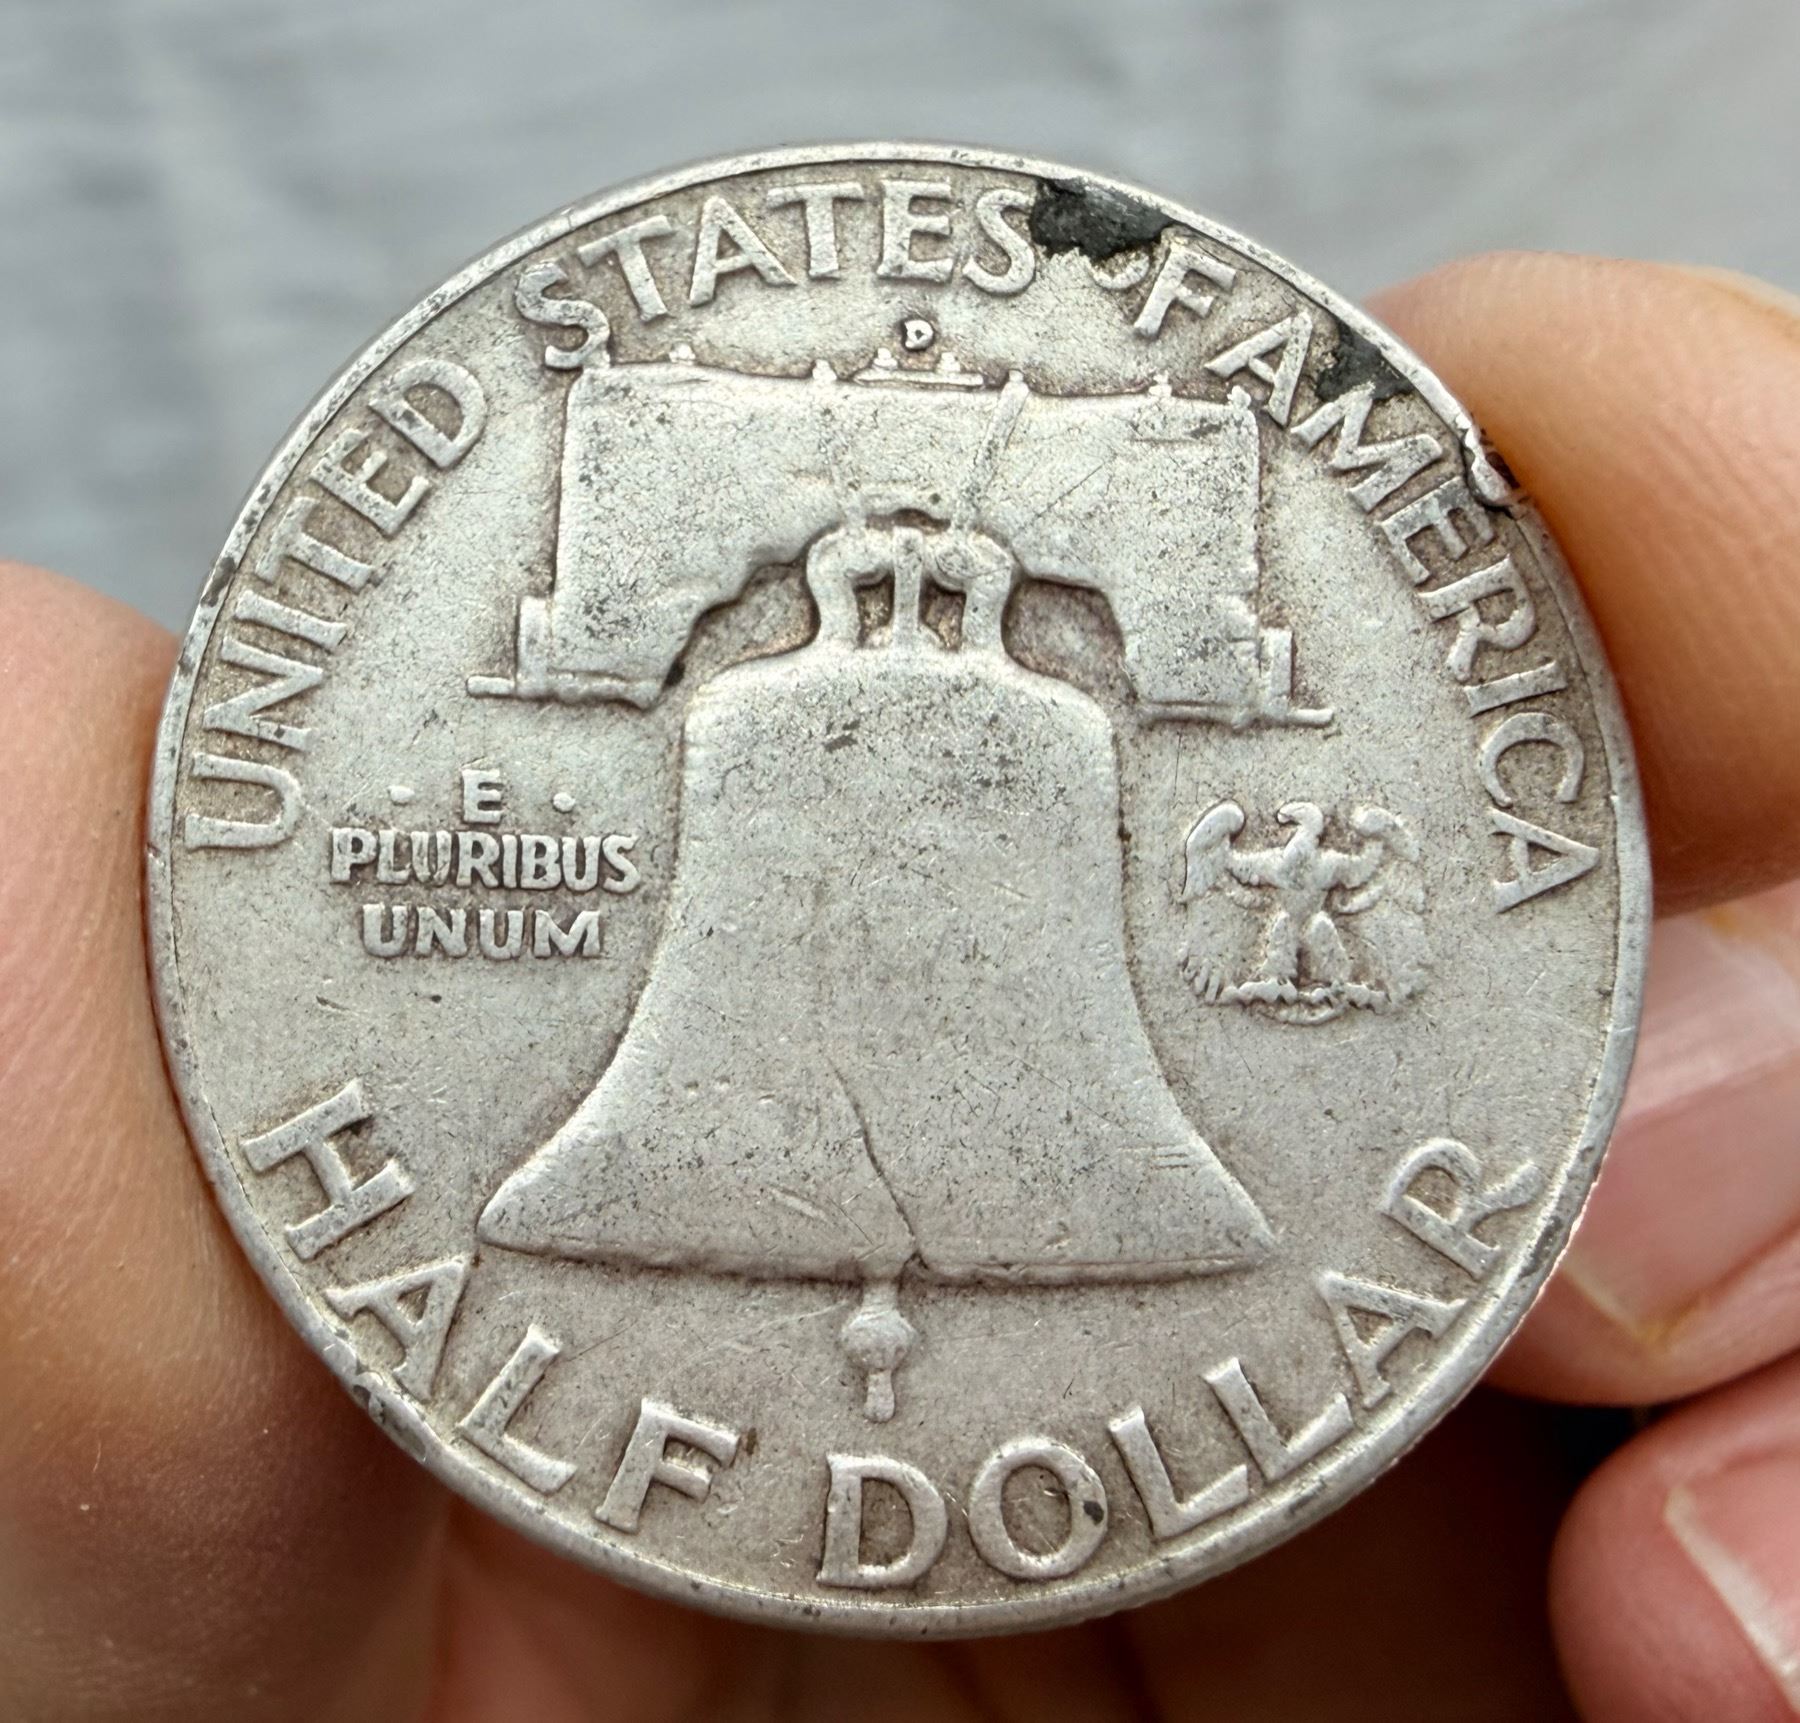 UNITED STATES OF AMERICA
D
· E ·
PLURIBUS
UNUM
HALF DOLLAR